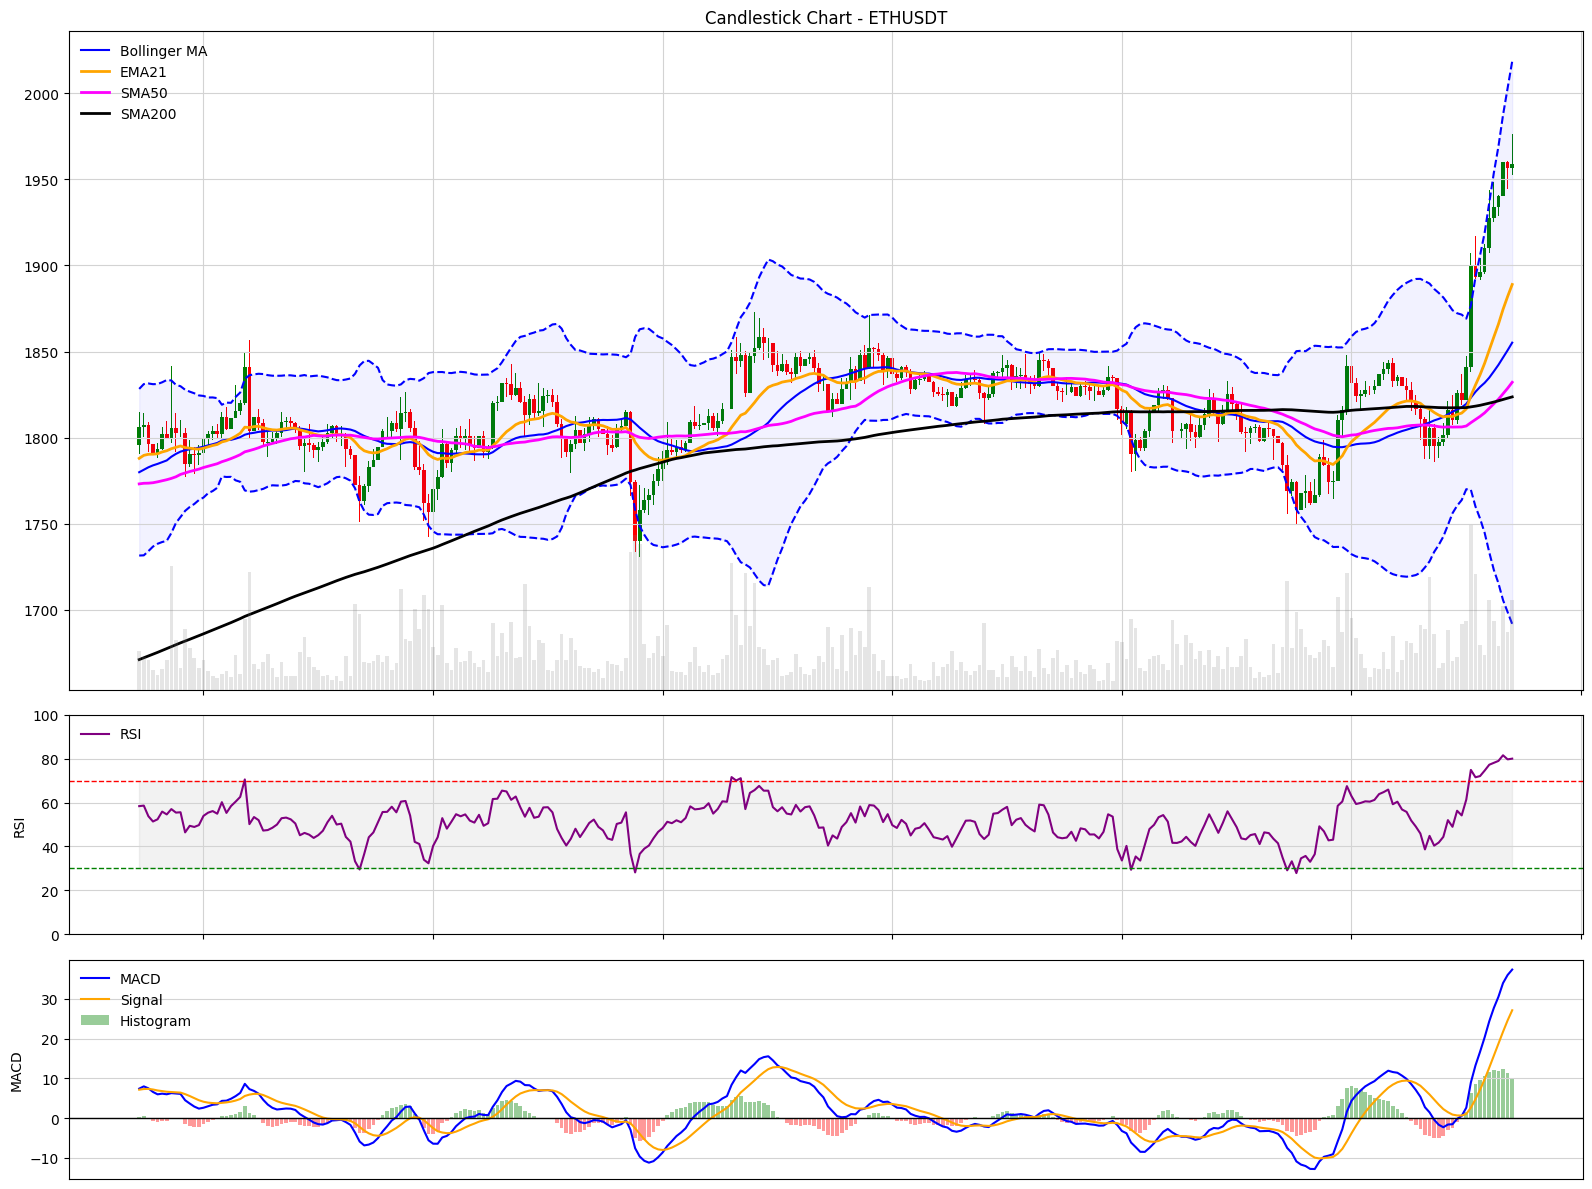 Candlestick Chart - ETHUSDT
Bollinger MA
EMA21
SMA50
SMA200
2000
1950
1900
1850
1800
1750
1700
RSI
100
80
60
40
20
0
RSI
MACD
Signal
Histogram
30
20
10
0
−10
MACD